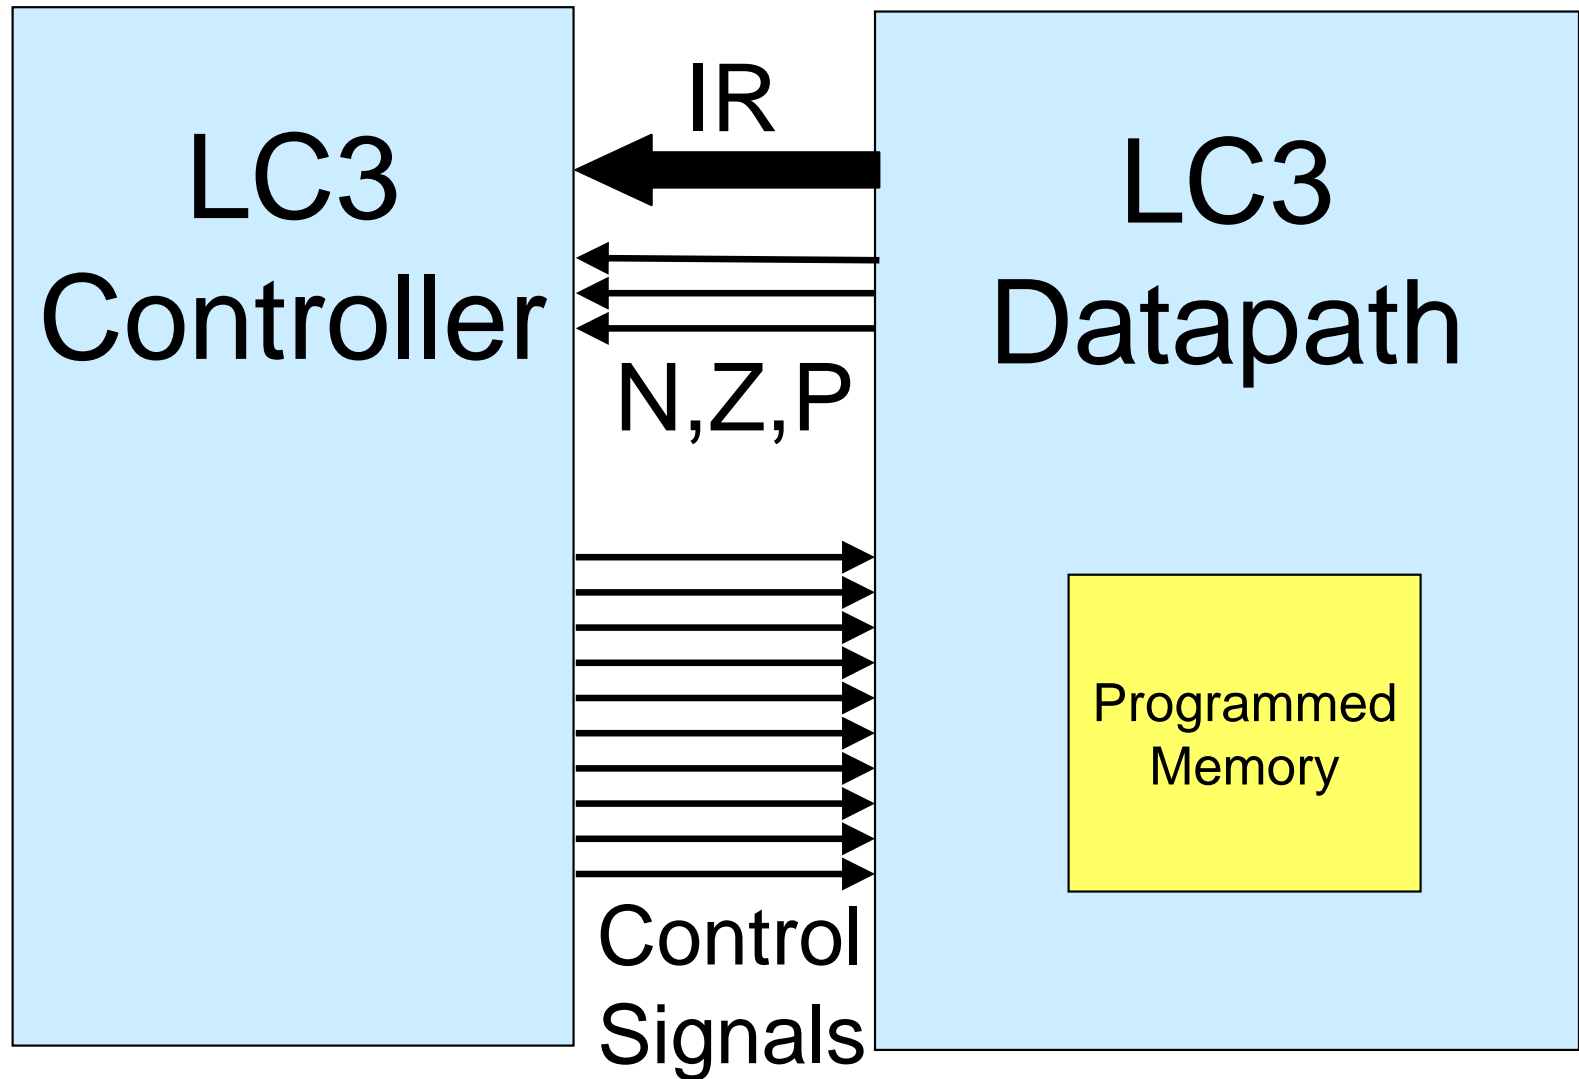 LC3
Controller
IR
N,Z,P
Control
Signals
LC3
Datapath
Programmed
Memory